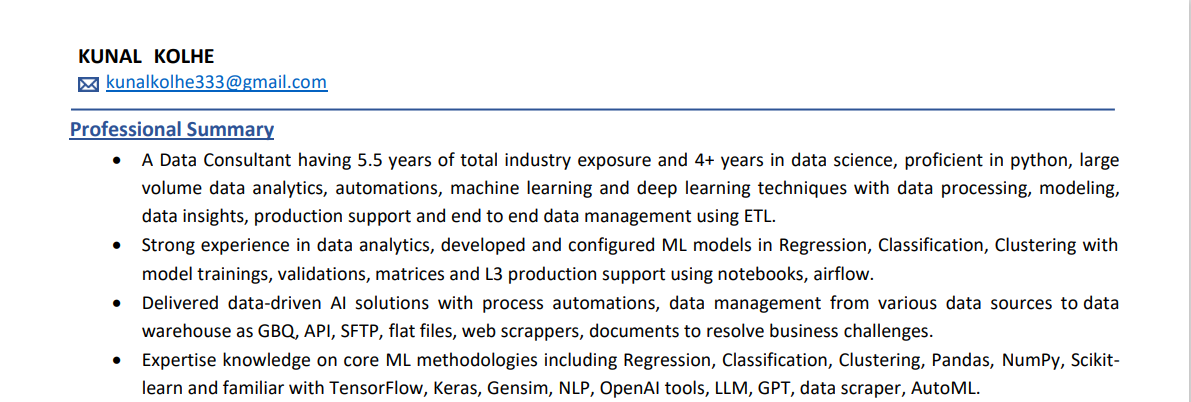 KUNAL KOLHE
kunalkolhe333@gmail.com
Professional Summary
• A Data Consultant having 5.5 years of total industry exposure and 4+ years in data science, proficient in python, large
volume data analytics, automations, machine learning and deep learning techniques with data processing, modeling,
data insights, production support and end to end data management using ETL.
• Strong experience in data analytics, developed and configured ML models in Regression, Classification, Clustering with
model trainings, validations, matrices and L3 production support using notebooks, airflow.
• Delivered data-driven AI solutions with process automations, data management from various data sources to data
warehouse as GBQ, API, SFTP, flat files, web scrappers, documents to resolve business challenges.
• Expertise knowledge on core ML methodologies including Regression, Classification, Clustering, Pandas, NumPy, Scikit-
learn and familiar with TensorFlow, Keras, Gensim, NLP, OpenAI tools, LLM, GPT, data scraper, AutoML.